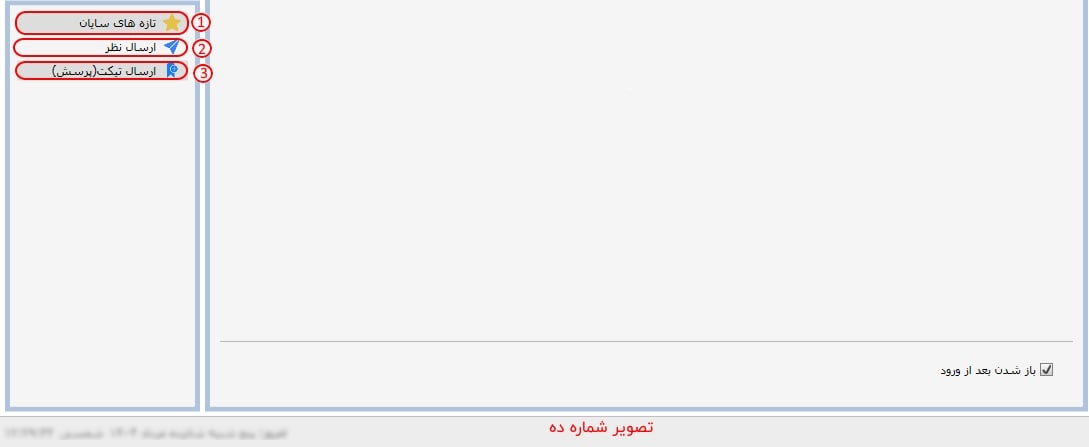 تازه های سایان
1
ارسال نظر
2
ارسال تیکت(پرسش)
3
باز شدن بعد از ورود
تصویر شماره ده